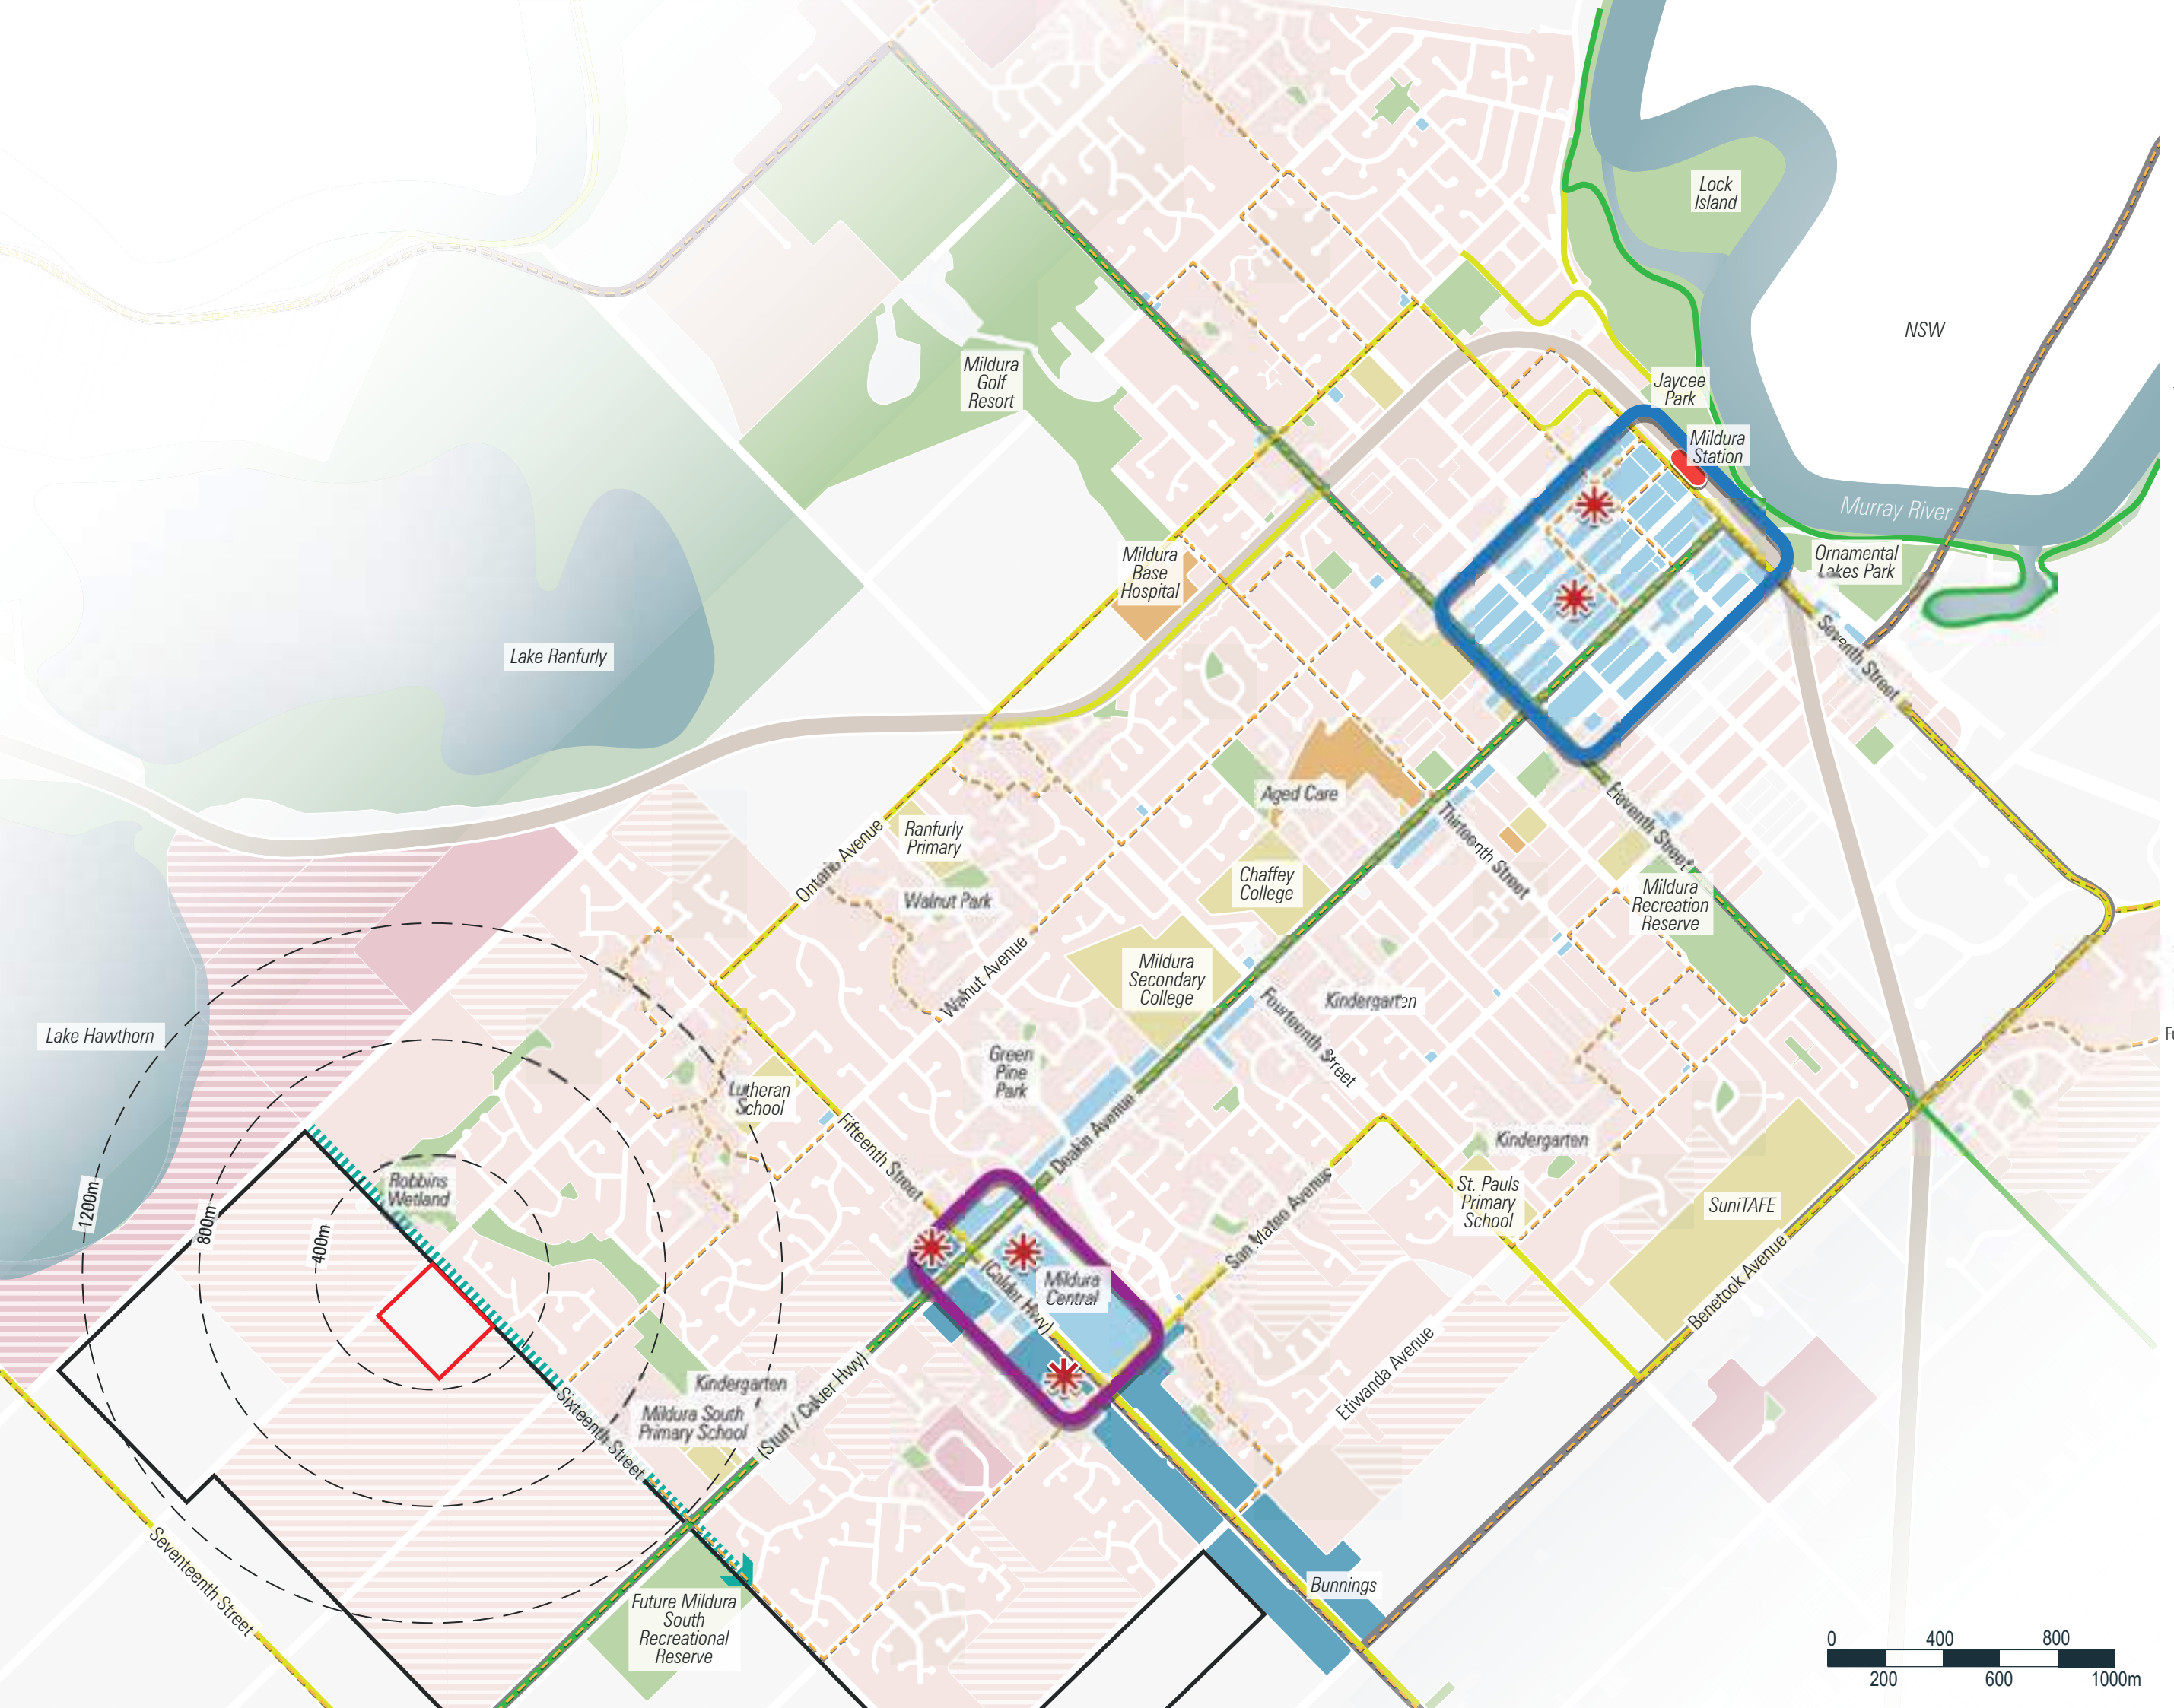 Lock
Island
NSW
Jaycee
Park
Mildura
Golf
Resort
Mildura
Station
Murray River
Ornamental
Lakes Park
Mildura
Base
Hospital
Seventh Street
Lake Ranfurly
Aged Care
Eleventh Street
Thirteenth Street
Ranfurly
Primary
Ontario Avenue
Chaffey
College
Mildura
Recreation
Reserve
Walnut Park
Walnut Avenue
Mildura
Secondary
College
Kindergarten
Fourteenth Street
Lake Hawthorn
Green
Pine
Park
Lutheran
School
Fifteenth Street
Deakin Avenue
Kindergarten
Robbins
Wetland
St. Pauls
Primary
School
SuniTAFE
San Mateo Avenue
1200m
800m
400m
(Calder Hwy)
Mildura
Central
Benetook Avenue
Etiwanda Avenue
Kindergarten
Mildura South
Primary School
(Sturt / Calder Hwy)
Sixteenth Street
Seventeenth Street
Bunnings
Future Mildura
South
Recreational
Reserve
0 400 800
200 600 1000m